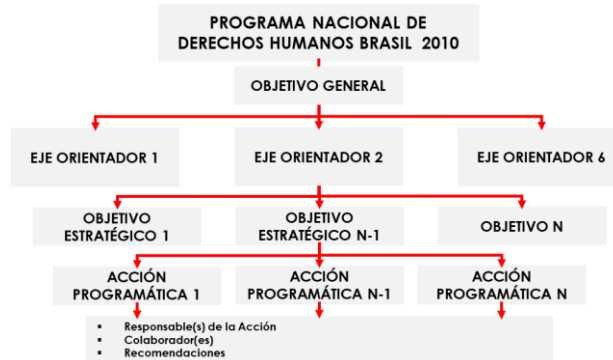 PROGRAMA NACIONAL DE
DERECHOS HUMANOS BRASIL 2010
OBJETIVO GENERAL
EJE ORIENTADOR 1
EJE ORIENTADOR 2
EJE ORIENTADOR 6
OBJETIVO
ESTRATÉGICO 1
OBJETIVO
ESTRATÉGICO N-1
OBJETIVO N
ACCIÓN
PROGRAMÁTICA 1
ACCIÓN
PROGRAMÁTICA N-1
ACCIÓN
PROGRAMÁTICA N
▪ Responsable(s) de la Acción
▪ Colaborador(es)
▪ Recomendaciones